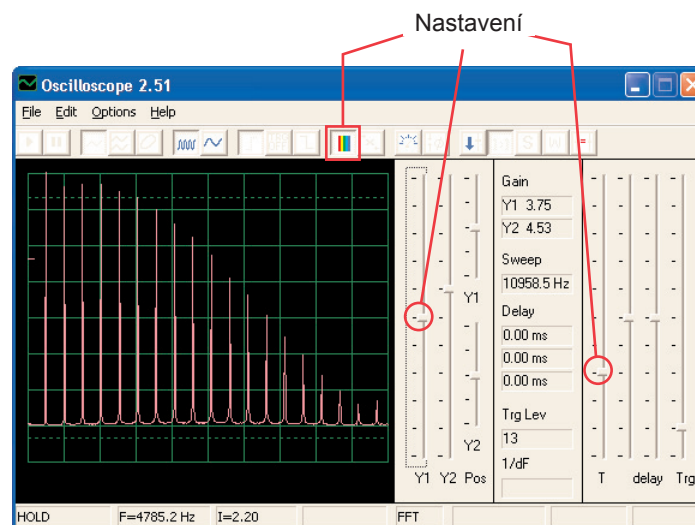 Nastavení
Oscilloscope 2.51
File Edit Options Help
Gain
Y1 3.75
Y2 4.53
Sweep
10958.5 Hz
Delay
0.00 ms
0.00 ms
0.00 ms
Trg Lev
13
1/dF
Y1
Y2
Y1 Y2 Pos
T delay Trg
HOLD F=4785.2 Hz I=2.20 FFT